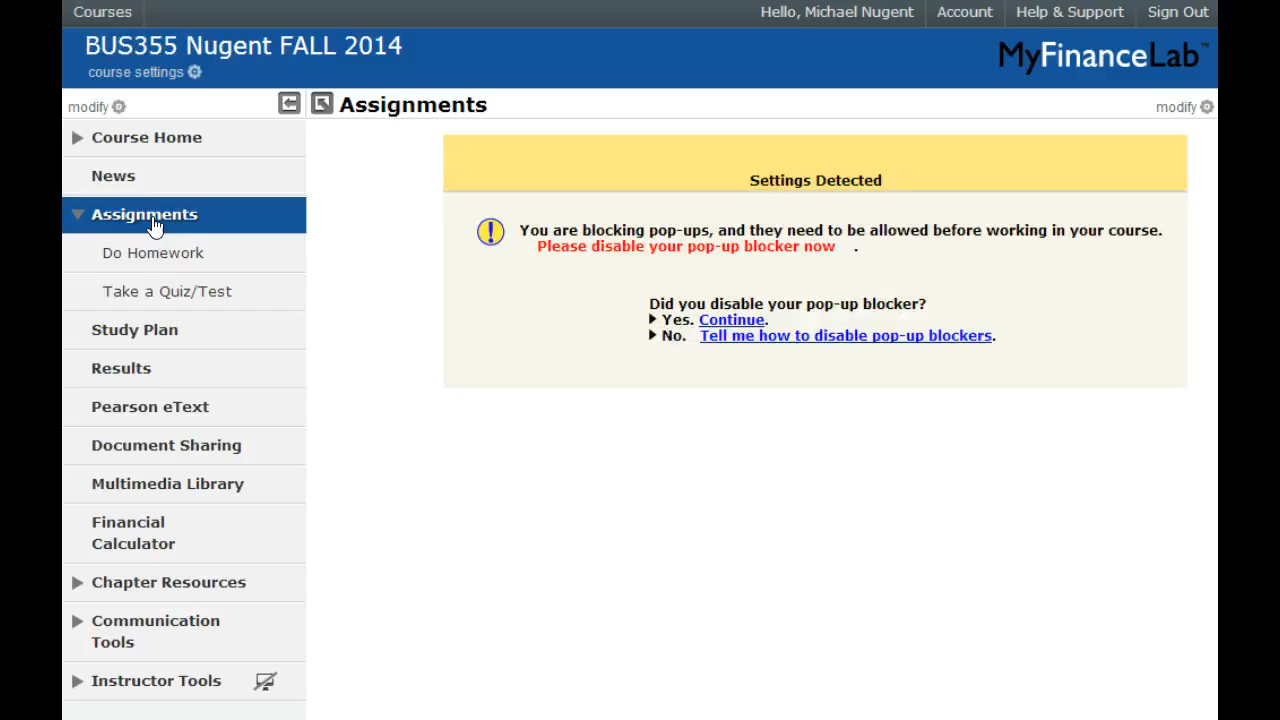 Courses
Hello, Michael Nugent
Account
Help & Support
Sign Out
BUS355 Nugent FALL 2014
course settings
MyFinanceLab™
modify
Assignments
modify
Course Home
News
Assignments
Do Homework
Take a Quiz/Test
Study Plan
Results
Pearson eText
Document Sharing
Multimedia Library
Financial
Calculator
Chapter Resources
Communication
Tools
Instructor Tools
Settings Detected
You are blocking pop-ups, and they need to be allowed before working in your course.
Please disable your pop-up blocker now .
Did you disable your pop-up blocker?
Yes. Continue.
No. Tell me how to disable pop-up blockers.